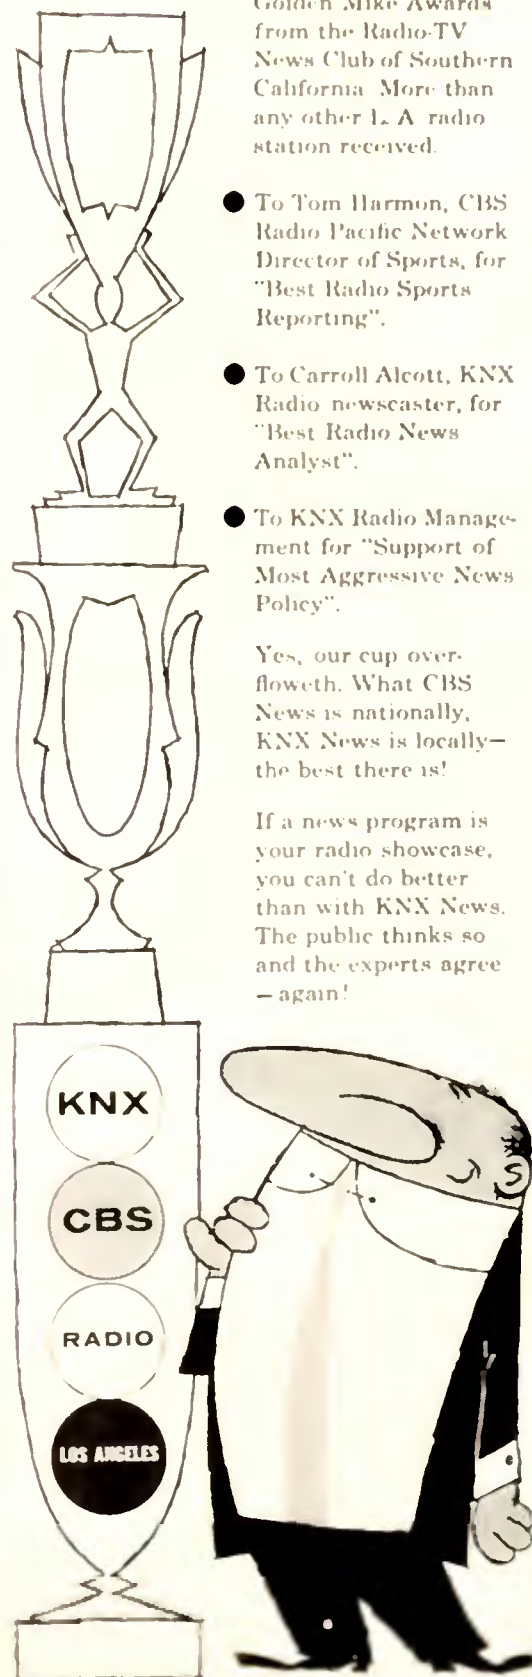 Golden Mike Awards
from the Radio-TV
News Club of Southern
California More than
any other L. A radio
station received.
● To Tom Harmon, CBS
Radio Pacific Network
Director of Sports, for
"Best Radio Sports
Reporting".
● To Carroll Alcott, KNX
Radio newscaster, for
"Best Radio News
Analyst".
● To KNX Radio Manage-
ment for "Support of
Most Aggressive News
Policy".
Yes, our cup over-
floweth. What CBS
News is nationally,
KNX News is locally—
the best there is!
If a news program is
your radio showcase,
you can't do better
than with KNX News.
The public thinks so
and the experts agree
— again!
KNX
CBS
RADIO
LOS ANGELES